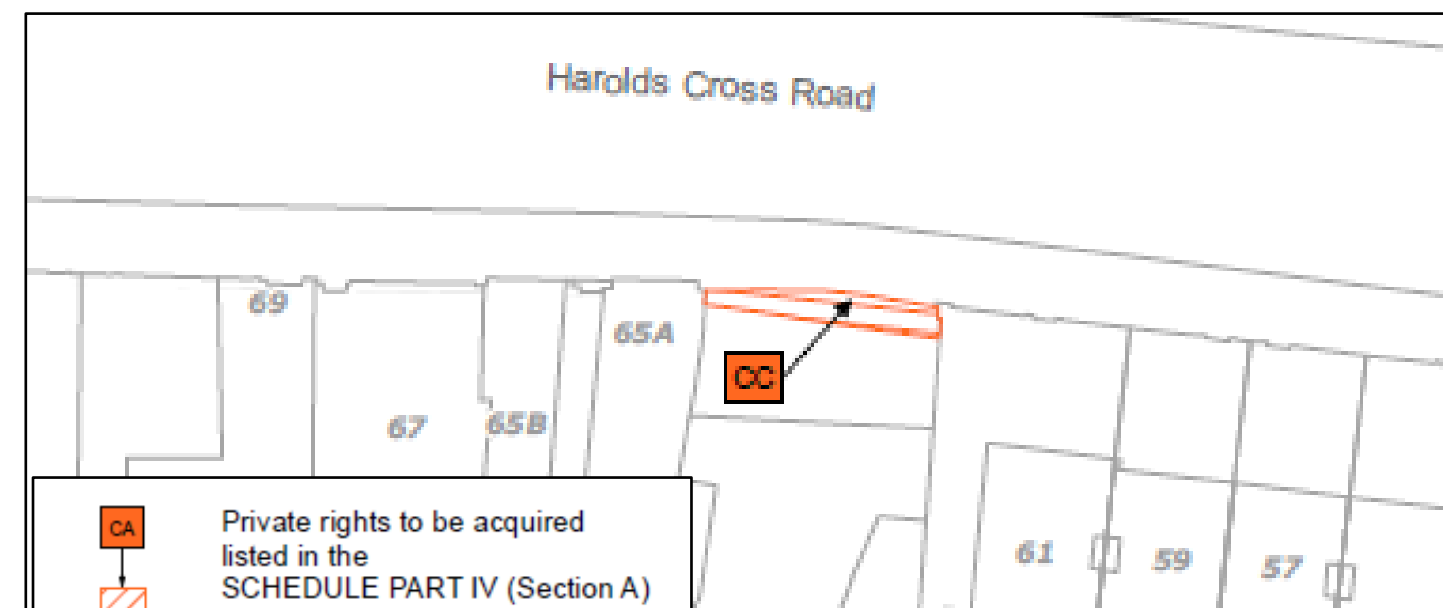 Harolds Cross Road
69
65A
CC
67
65B
CA
Private rights to be acquired
listed in the
SCHEDULE PART IV (Section A)
61
59
57